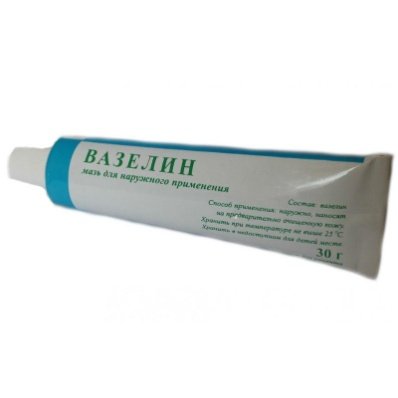 ВАЗЕЛИН
мазь для наружного применения
Состав: вазелин
Способ применения: наружно, наносят
на предварительно очищенную кожу
Хранить при температуре не выше 25°C
Хранить в недоступном для детей месте
30 г